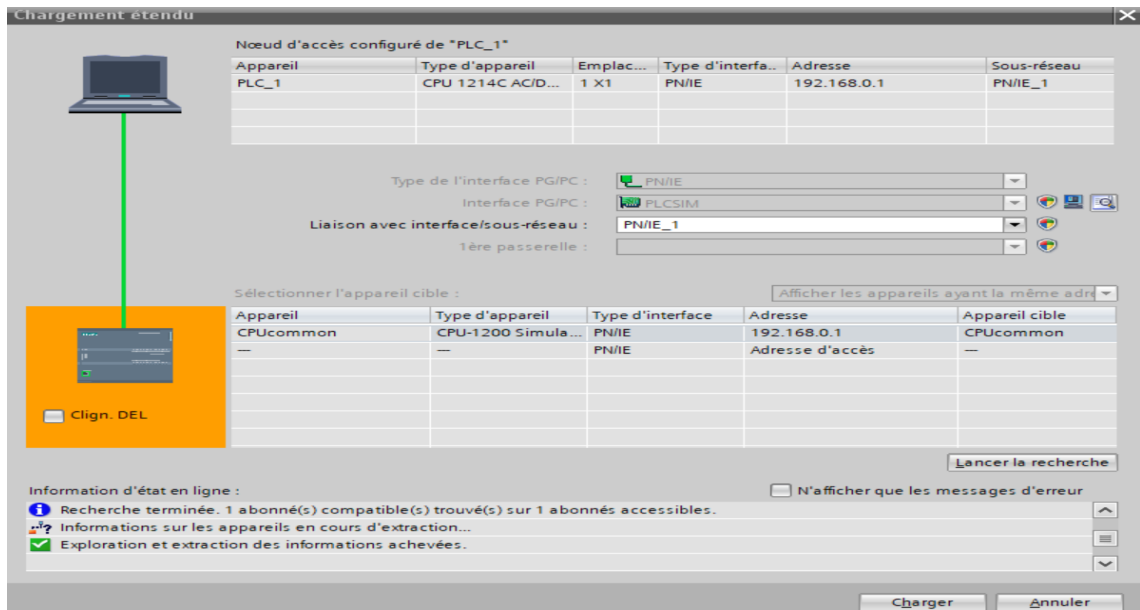 Chargement étendu
Nœud d'accès configuré de "PLC_1"
Appareil Type d'appareil Emplac... Type d'interfa.. Adresse Sous-réseau
PLC_1 CPU 1214C AC/D... 1 X1 PN/IE 192.168.0.1 PN/IE_1
Type de l'interface PG/PC : PN/IE
Interface PG/PC : PLCSIM
Liaison avec interface/sous-réseau : PN/IE_1
1ère passerelle :
Sélectionner l'appareil cible : Afficher les appareils ayant la même adre
Appareil Type d'appareil Type d'interface Adresse Appareil cible
CPUcommon CPU-1200 Simula... PN/IE 192.168.0.1 CPUcommon
— — PN/IE Adresse d'accès —
Clign. DEL
Lancer la recherche
Information d'état en ligne : N'afficher que les messages d'erreur
Recherche terminée. 1 abonné(s) compatible(s) trouvé(s) sur 1 abonnés accessibles.
Informations sur les appareils en cours d'extraction...
Exploration et extraction des informations achevées.
Charger Annuler